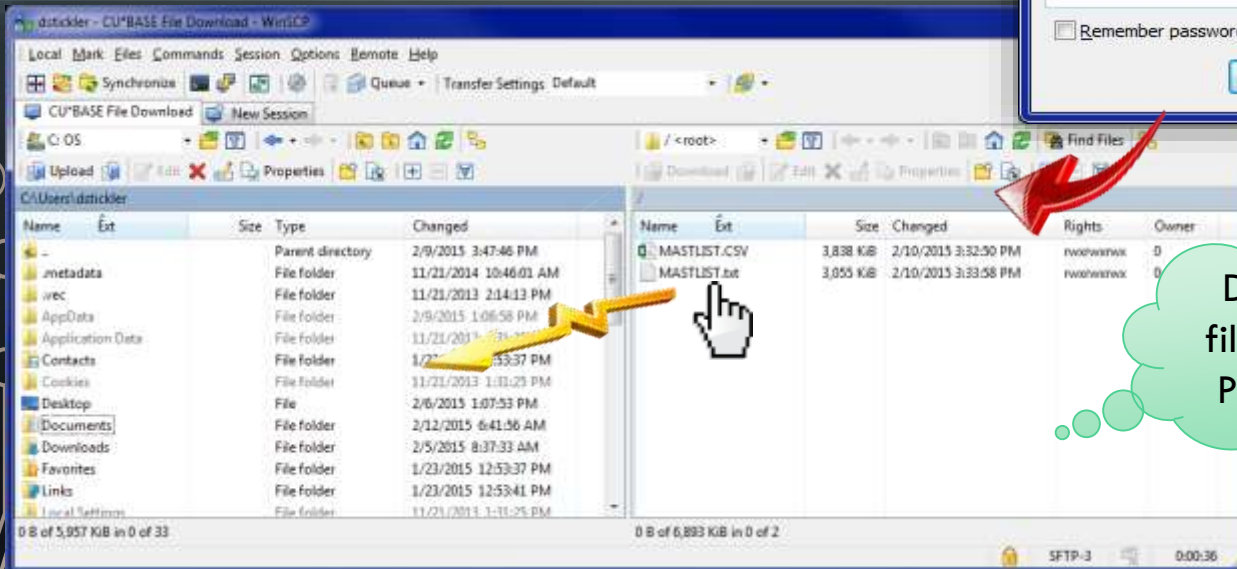 Remember password
dstickler - CU*BASE File Download - WinSCP
Local Mark Files Commands Session Options Remote Help
Synchronize Queue Transfer Settings Default
CU*BASE File Download New Session
C: OS / <root> Find Files
Upload Edit Properties Download Edit Properties
C:\Users\dstickler /
Name Ext Size Type Changed Name Ext Size Changed Rights Owner
.. Parent directory 2/9/2015 3:47:46 PM MASTLIST.CSV 3,838 KiB 2/10/2015 3:32:50 PM rwxrwxrwx 0
.metadata File folder 11/21/2014 10:46:01 AM MASTLIST.txt 3,055 KiB 2/10/2015 3:33:58 PM rwxrwxrwx 0
File folder 11/21/2013 2:14:13 PM
AppData File folder 2/9/2015 1:06:58 PM
Application Data File folder
Contacts File folder
Cookies File folder 11/21/2013 1:31:25 PM
Desktop File 2/6/2015 1:07:53 PM
Documents File folder 2/12/2015 6:41:56 AM
Downloads File folder 2/5/2015 8:37:33 AM
Favorites File folder 1/23/2015 12:53:37 PM
Links File folder 1/23/2015 12:53:41 PM
Local Settings File folder 11/21/2013 1:31:25 PM
0 B of 5,957 KiB in 0 of 33 0 B of 6,893 KiB in 0 of 2
SFTP-3 0:00:36
D
fil
P